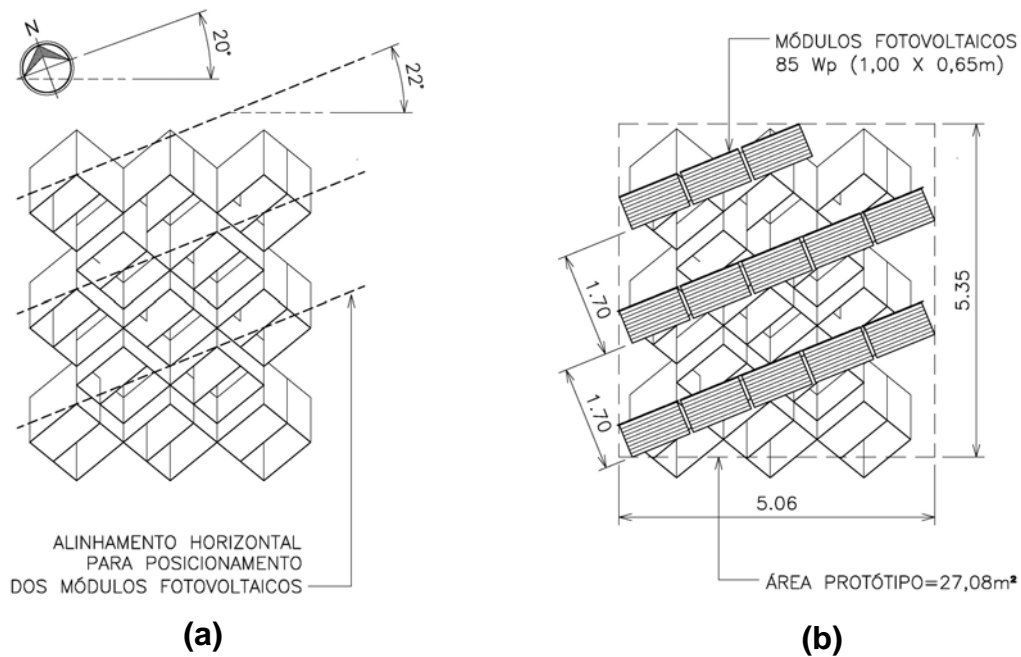 N
20°
22°
ALINHAMENTO HORIZONTAL
PARA POSICIONAMENTO
DOS MÓDULOS FOTOVOLTAICOS
(a)
MÓDULOS FOTOVOLTAICOS
85 Wp (1,00 X 0,65m)
1.70
1.70
5.35
5.06
ÁREA PROTÓTIPO=27,08m²
(b)